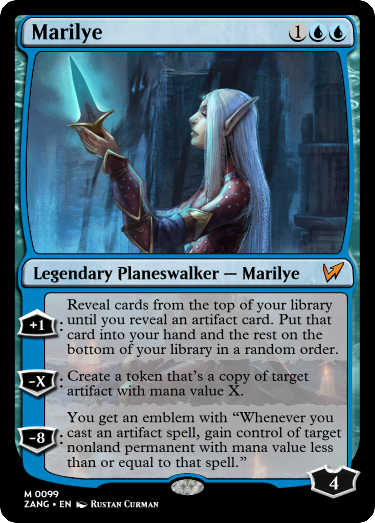 Marilye 1
Legendary Planeswalker — Marilye
Reveal cards from the top of your library
until you reveal an artifact card. Put that
+1: card into your hand and the rest on the
bottom of your library in a random order.
-X: Create a token that's a copy of target
artifact with mana value X.
You get an emblem with “Whenever you
cast an artifact spell, gain control of target
-8: nonland permanent with mana value less
than or equal to that spell.”
4
M 0099
ZANG • EN Rustan Curman